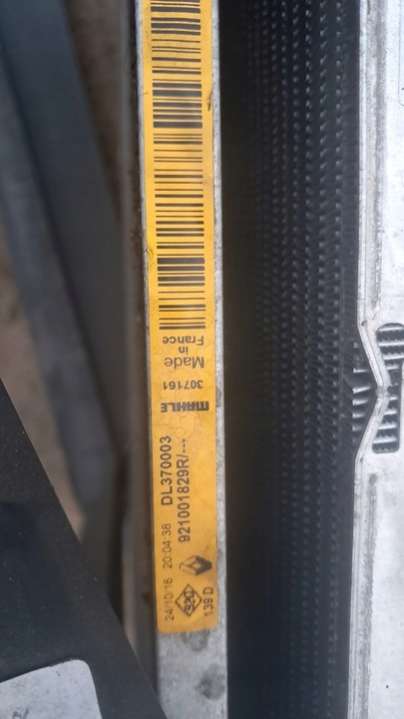 24/10/16 20:04:38 DL370003
921001829R/---
139 D
MAHLE
307161
Made
in
France